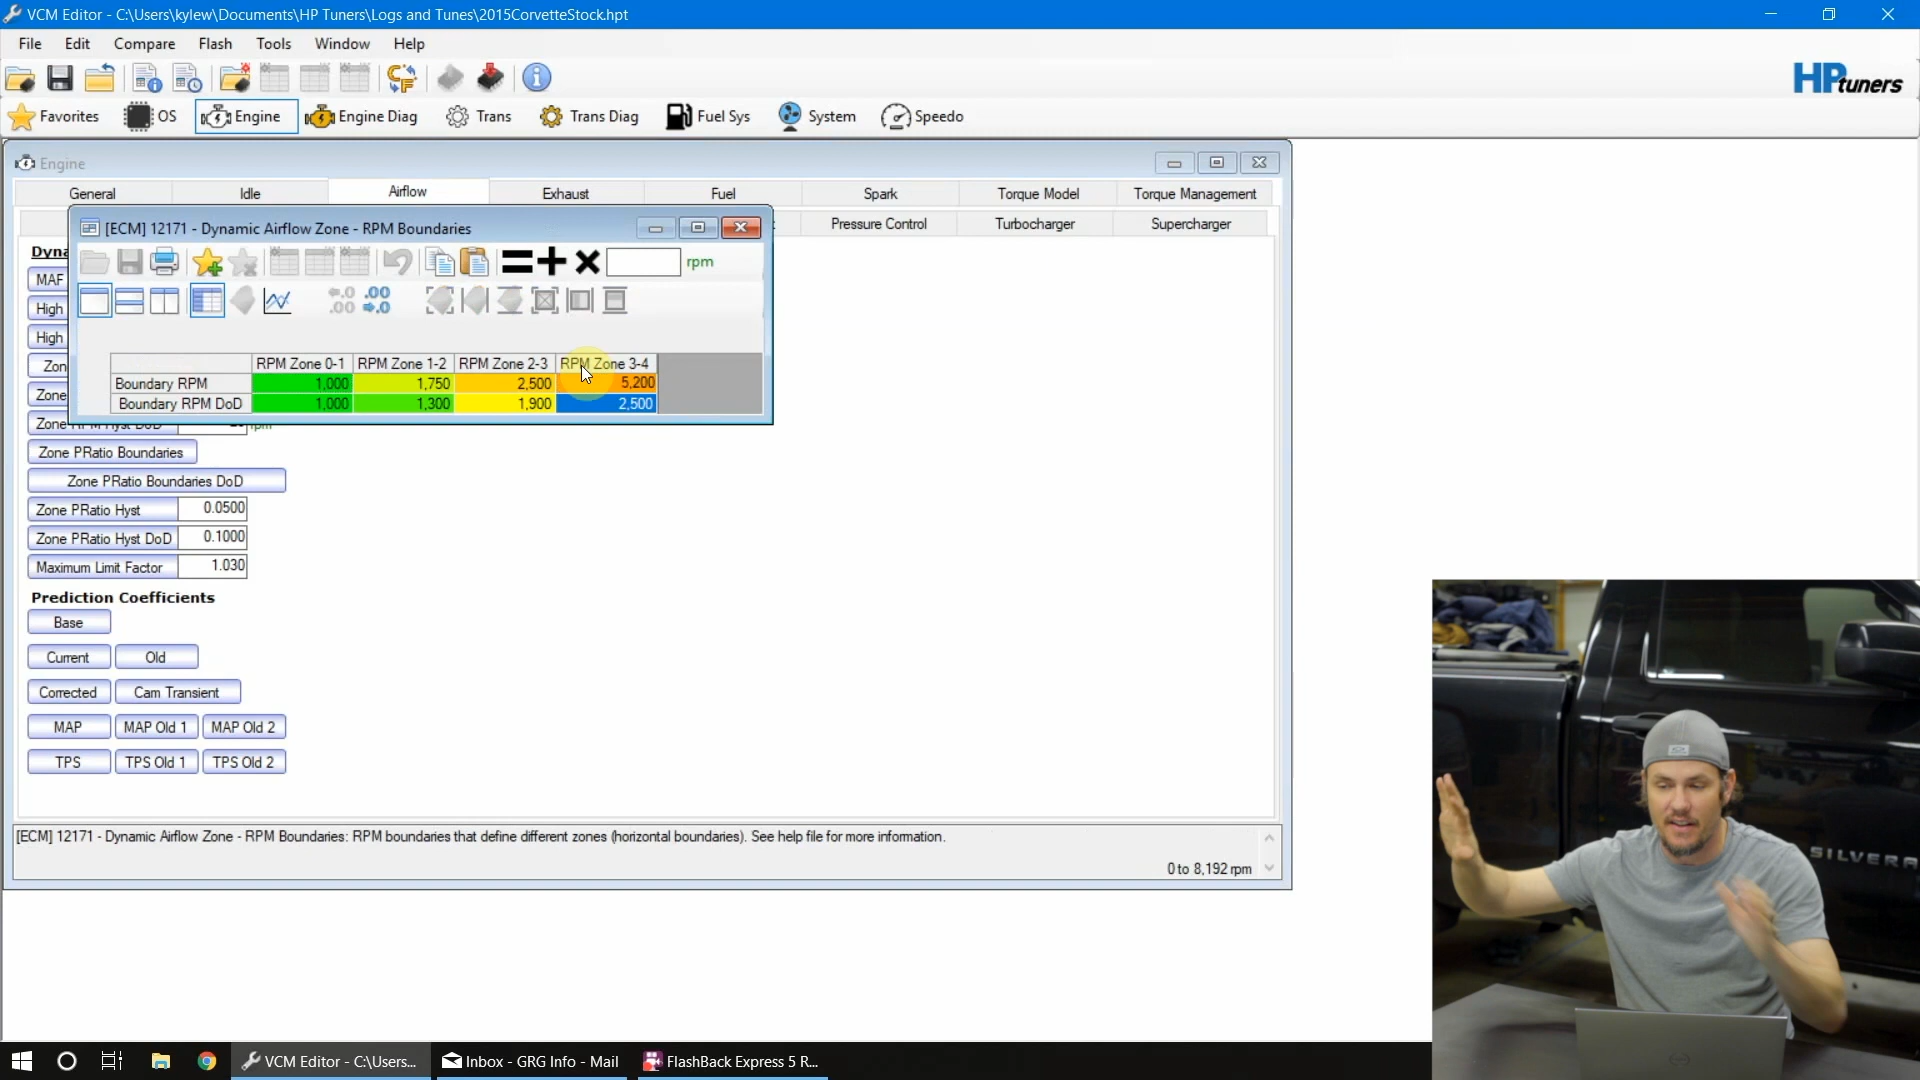 VCM Editor - C:\Users\kylew\Documents\HP Tuners\Logs and Tunes\2015CorvetteStock.hpt
File Edit Compare Flash Tools Window Help
HPtuners
Favorites OS Engine Engine Diag Trans Trans Diag Fuel Sys System Speedo
Engine
General Idle Airflow Exhaust Fuel Spark Torque Model Torque Management
Pressure Control Turbocharger Supercharger
[ECM] 12171 - Dynamic Airflow Zone - RPM Boundaries
rpm
RPM Zone 0-1 RPM Zone 1-2 RPM Zone 2-3 RPM Zone 3-4
Boundary RPM 1,000 1,750 2,500 5,200
Boundary RPM DoD 1,000 1,300 1,900 2,500
MAF
High
High
Zone
Zone RPM Hyst DoD rpm
Zone PRatio Boundaries
Zone PRatio Boundaries DoD
Zone PRatio Hyst 0.0500
Zone PRatio Hyst DoD 0.1000
Maximum Limit Factor 1.030
Prediction Coefficients
Base
Current Old
Corrected Cam Transient
MAP MAP Old 1 MAP Old 2
TPS TPS Old 1 TPS Old 2
[ECM] 12171 - Dynamic Airflow Zone - RPM Boundaries: RPM boundaries that define different zones (horizontal boundaries). See help file for more information.
0 to 8,192 rpm
SILVERA
VCM Editor - C:\Users... Inbox - GRG Info - Mail FlashBack Express 5 R...